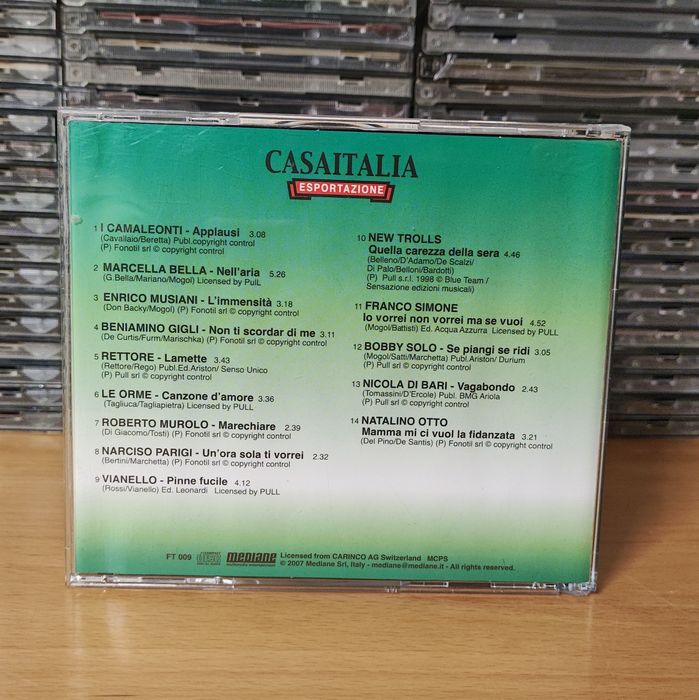 CASAITALIA
ESPORTAZIONE
1 I CAMALEONTI - Applausi 3.08
(Cavallaio/Beretta) Publ.copyright control
(P) Fonotil srl © copyright control
2 MARCELLA BELLA - Nell'aria 5.26
(G.Bella/Mariano/Mogol) Licensed by PulL
3 ENRICO MUSIANI - L'immensità 3.18
(Don Backy/Mogol) (P) Fonotil srl © copyright control
4 BENIAMINO GIGLI - Non ti scordar di me 3.11
(De Curtis/Furm/Marischka) (P) Fonotil srl © copyright control
5 RETTORE - Lamette 3.43
(Rettore/Rego) Publ.Ed.Ariston/ Senso Unico
(P) Pull srl © copyright control
6 LE ORME - Canzone d'amore 3.36
(Tagliuca/Tagliapietra) Licensed by PULL
7 ROBERTO MUROLO - Marechiare 2.39
(Di Giacomo/Tosti) (P) Fonotil srl © copyright control
8 NARCISO PARIGI - Un'ora sola ti vorrei 2.32
(Bertini/Marchetta) (P) Fonotil srl © copyright control
9 VIANELLO - Pinne fucile 4.12
(Rossi/Vianello) Ed. Leonardi Licensed by PULL
10 NEW TROLLS
Quella carezza della sera 4.46
(Belleno/D'Adamo/De Scalzi/
Di Palo/Belloni/Bardotti)
(P) Pull s.r.l. 1998 © Blue Team /
Sensazione edizioni musicali)
11 FRANCO SIMONE
Io vorrei non vorrei ma se vuoi 4.52
(Mogol/Battisti) Ed. Acqua Azzurra Licensed by PULL
12 BOBBY SOLO - Se piangi se ridi 3.05
(Mogol/Satti/Marchetta) Publ.Ariston/ Durium
(P) Pull srl © copyright control
13 NICOLA DI BARI - Vagabondo 2.43
(Tomassini/D'Ercole) Publ. BMG Ariola
(P) Pull srl © copyright control
14 NATALINO OTTO
Mamma mi ci vuol la fidanzata 3.21
(Del Pino/De Santis) (P) Fonotil srl © copyright control
FT 009 mediane Licensed from CARINCO AG Switzerland MCPS
© 2007 Mediane Srl, Italy - mediane@mediane.it - All rights reserved.